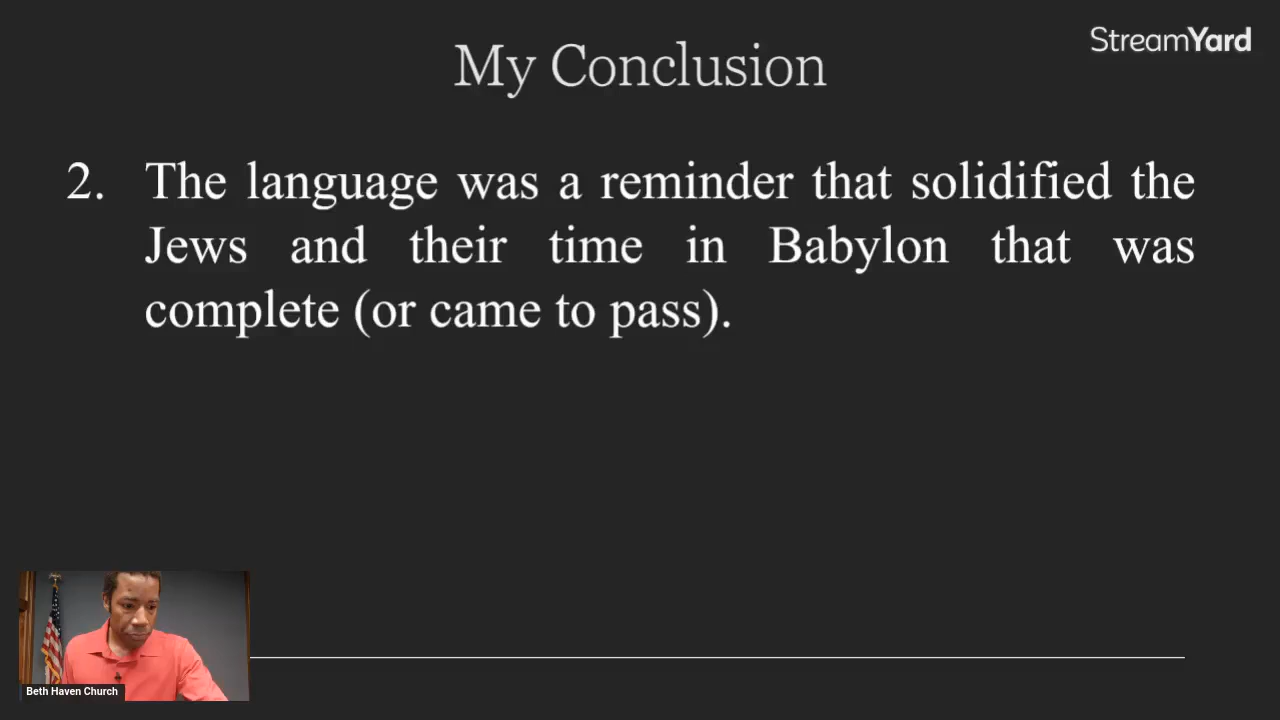 StreamYard
My Conclusion
2. The language was a reminder that solidified the
Jews and their time in Babylon that was
complete (or came to pass).
Beth Haven Church